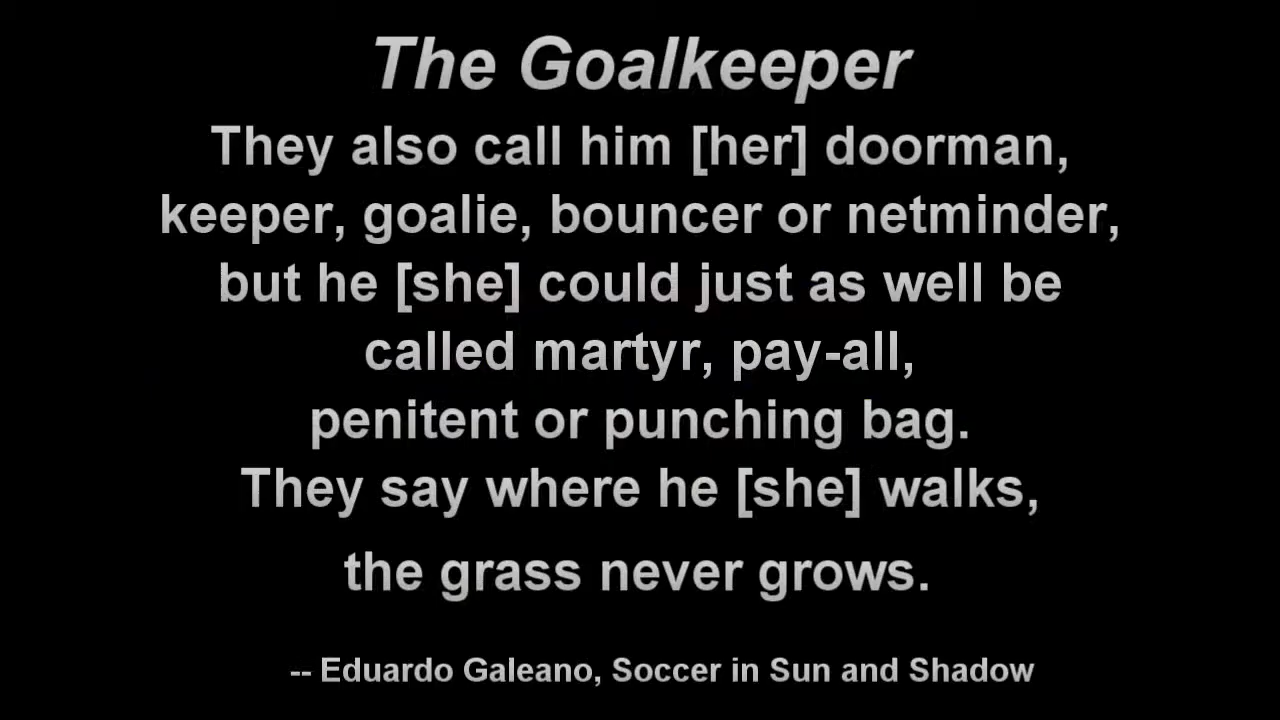 The Goalkeeper
They also call him [her] doorman,
keeper, goalie, bouncer or netminder,
but he [she] could just as well be
called martyr, pay-all,
penitent or punching bag.
They say where he [she] walks,
the grass never grows.
-- Eduardo Galeano, Soccer in Sun and Shadow